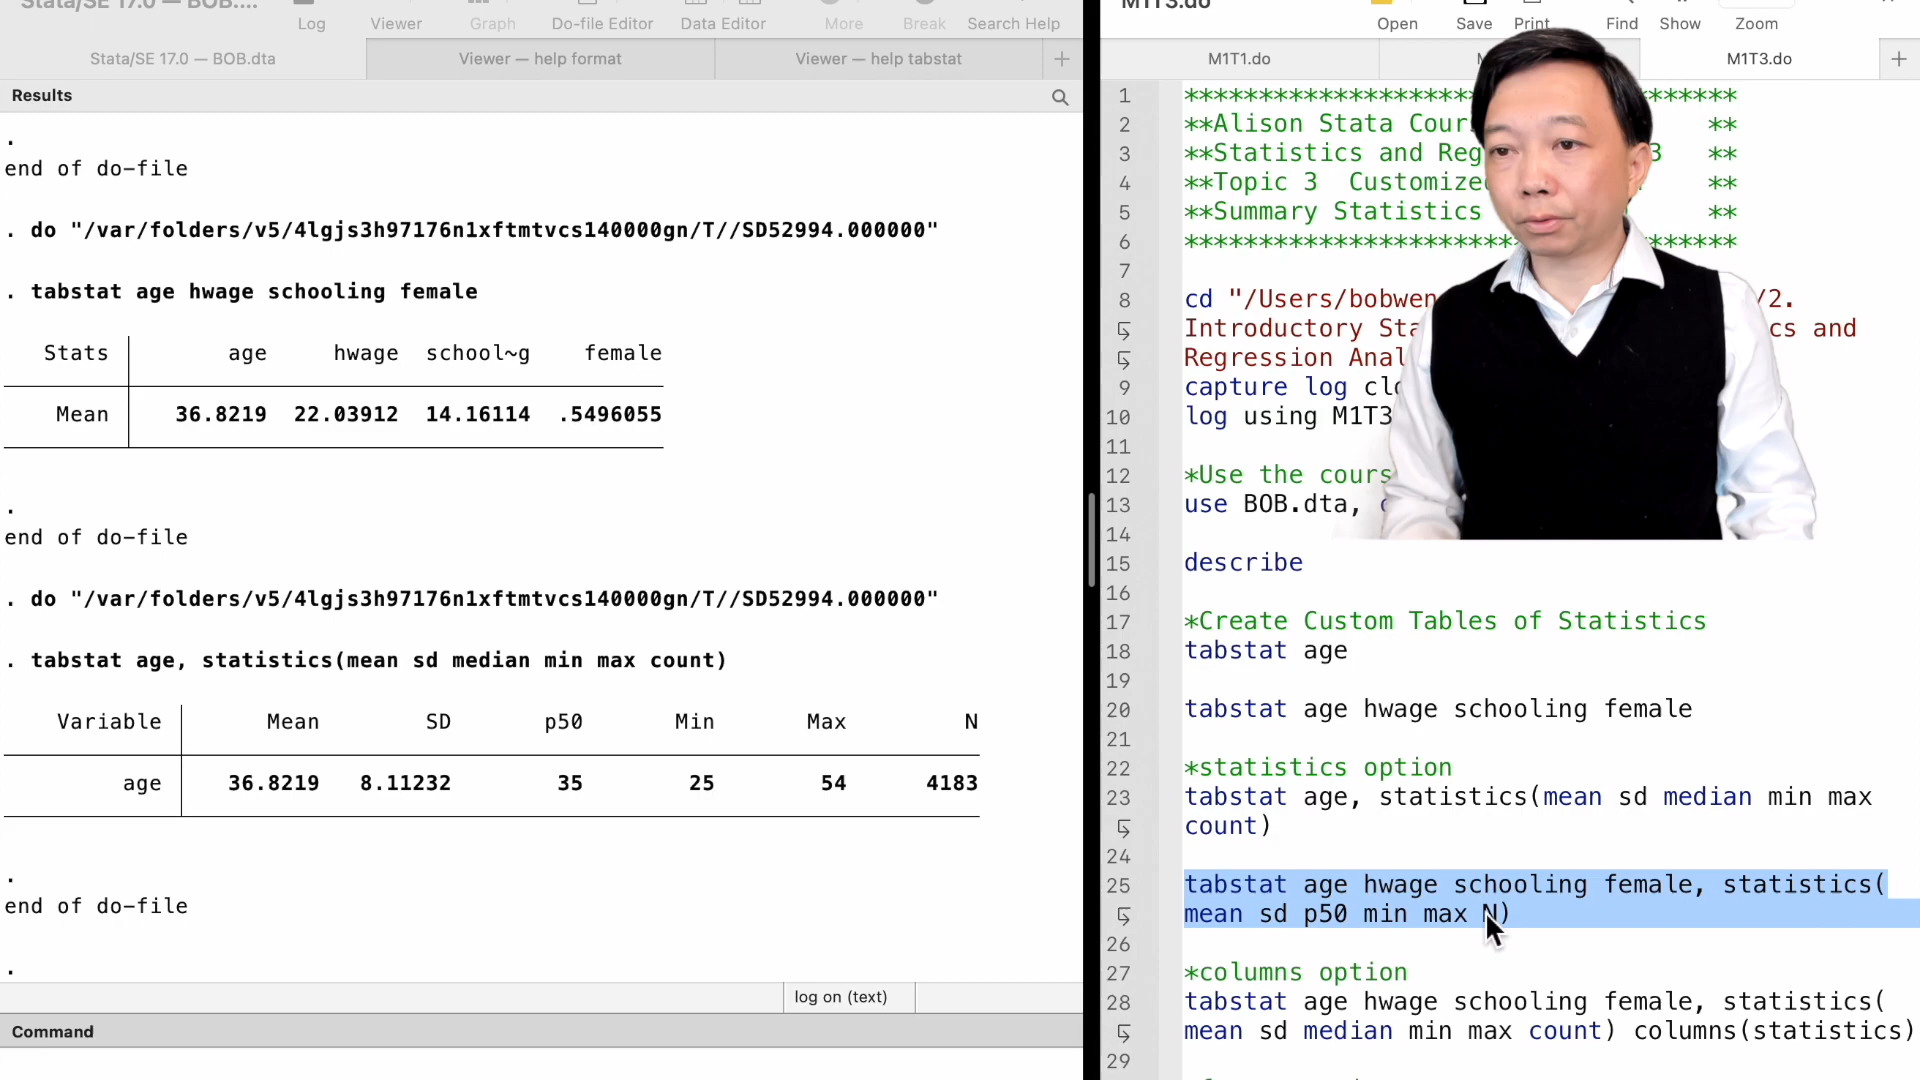 Stata/SE 17.0 — BOB....
Log Viewer Graph Do-file Editor Data Editor More Break Search Help
Stata/SE 17.0 — BOB.dta Viewer — help format Viewer — help tabstat +
Results
.
end of do-file
. do "/var/folders/v5/4lgjs3h97176n1xftmtvcs140000gn/T//SD52994.000000"
. tabstat age hwage schooling female
Stats age hwage school~g female
Mean 36.8219 22.03912 14.16114 .5496055
.
end of do-file
. do "/var/folders/v5/4lgjs3h97176n1xftmtvcs140000gn/T//SD52994.000000"
. tabstat age, statistics(mean sd median min max count)
Variable Mean SD p50 Min Max N
age 36.8219 8.11232 35 25 54 4183
.
end of do-file
.
log on (text)
Command
M1T3.do
Open Save Print Find Show Zoom
M1T1.do M1T3.do +
1 ************************ ******
2 **Alison Stata Cour **
3 **Statistics and Reg 3 **
4 **Topic 3 Customize **
5 **Summary Statistics **
6 ************************ ******
7
8 cd "/Users/bobwen /2.
Introductory Sta cs and
Regression Anal
9 capture log clo
10 log using M1T3
11
12 *Use the cours
13 use BOB.dta,
14
15 describe
16
17 *Create Custom Tables of Statistics
18 tabstat age
19
20 tabstat age hwage schooling female
21
22 *statistics option
23 tabstat age, statistics(mean sd median min max
count)
24
25 tabstat age hwage schooling female, statistics(
mean sd p50 min max N)
26
27 *columns option
28 tabstat age hwage schooling female, statistics(
mean sd median min max count) columns(statistics)
29